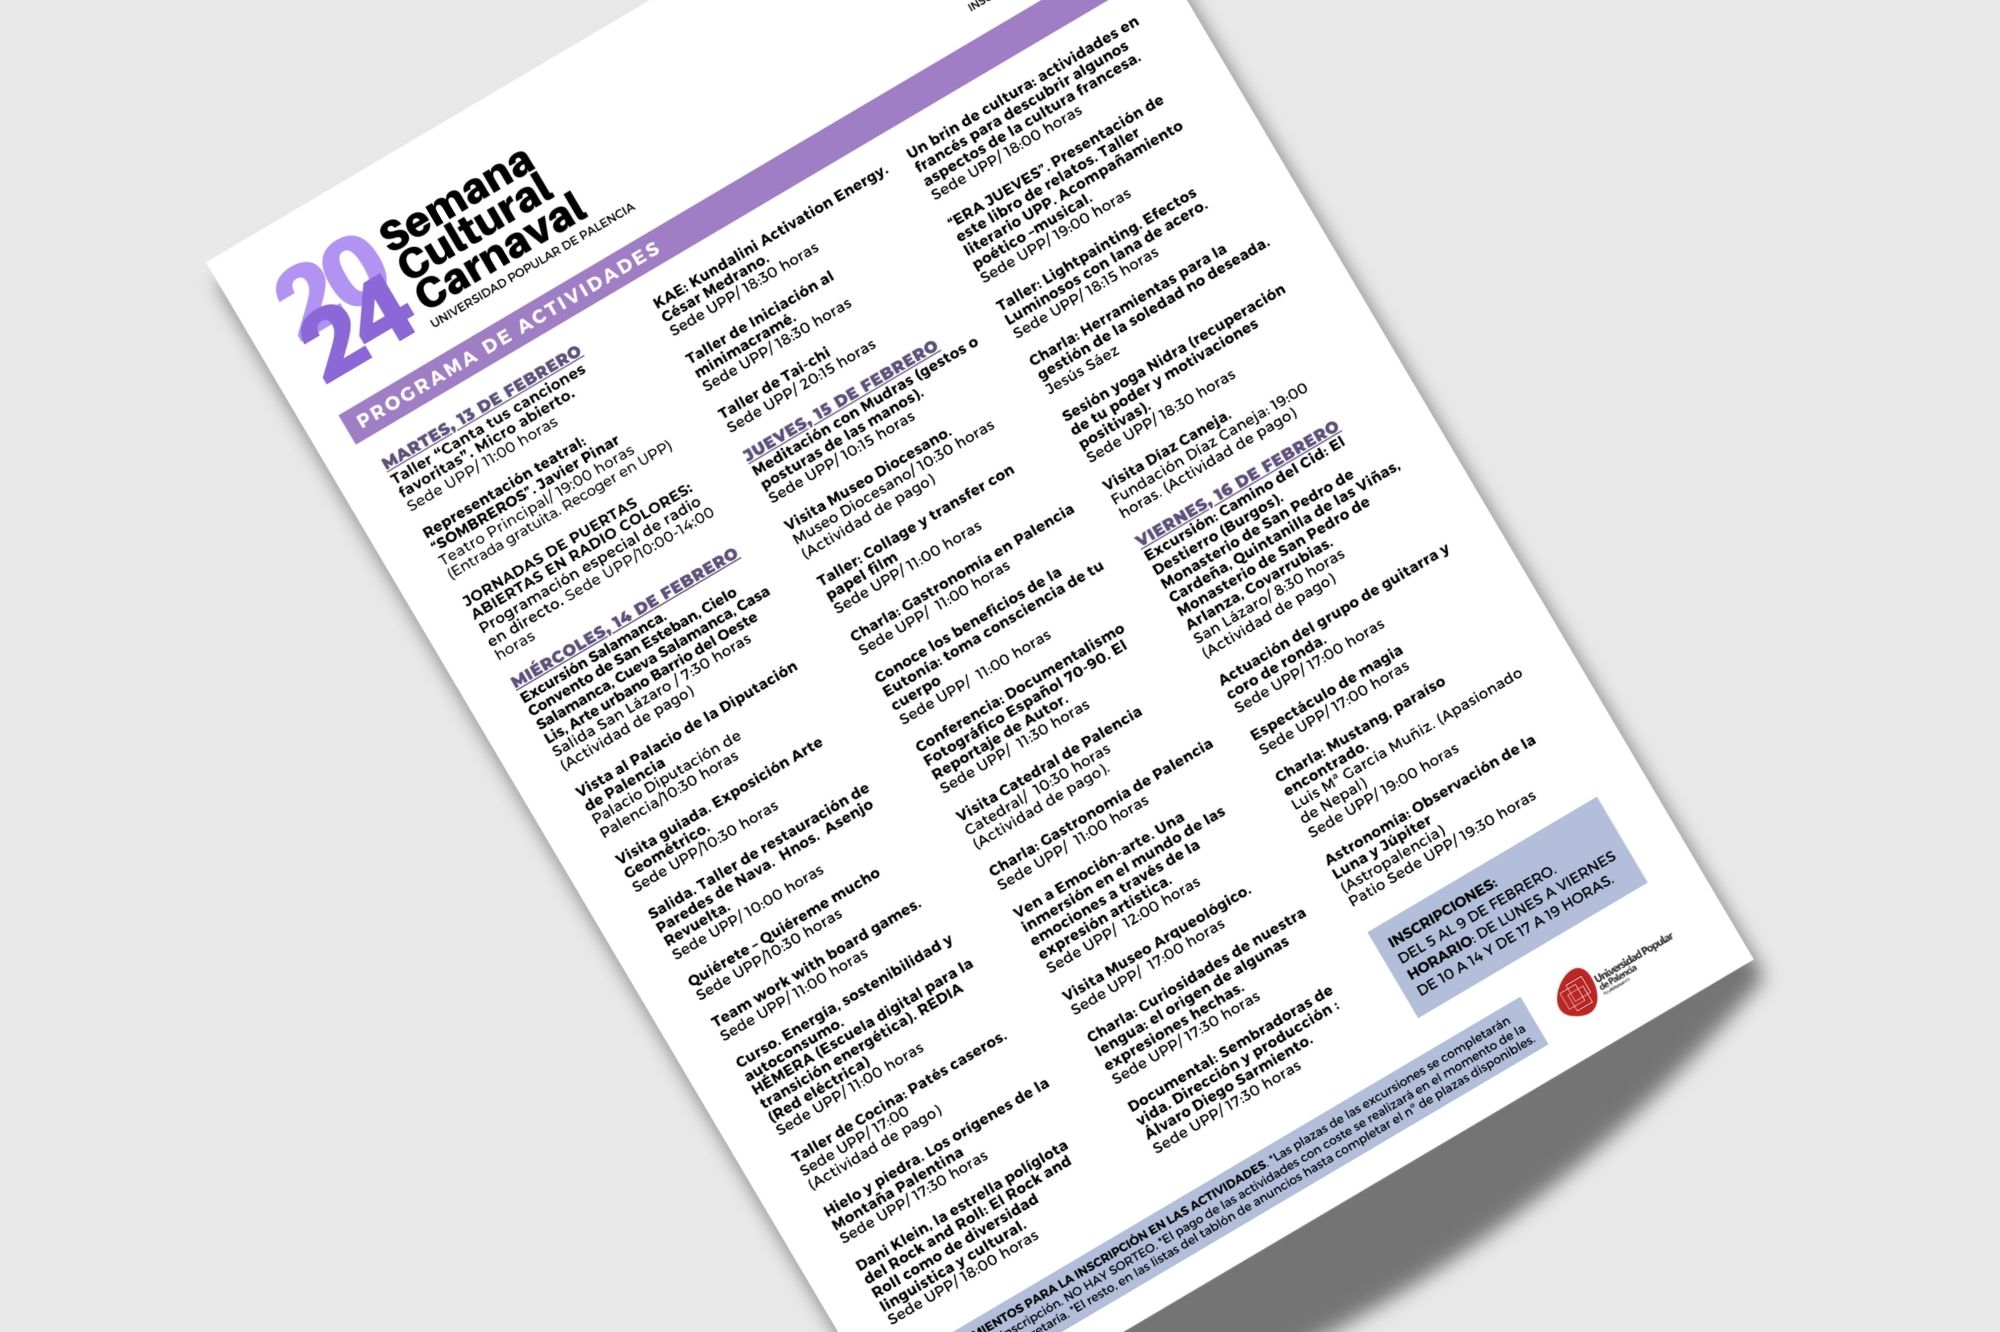 INSC
2024
Semana
Cultural
Carnaval
UNIVERSIDAD POPULAR DE PALENCIA
PROGRAMA DE ACTIVIDADES
MARTES, 13 DE FEBRERO
Taller “Canta tus canciones
favoritas”. Micro abierto.
Sede UPP/ 11:00 horas
Representación teatral:
“SOMBREROS”. Javier Pinar
Teatro Principal/ 19:00 horas
(Entrada gratuita. Recoger en UPP)
JORNADAS DE PUERTAS
ABIERTAS EN RADIO COLORES:
Programación especial de radio
en directo. Sede UPP/10:00-14:00
horas
MIÉRCOLES, 14 DE FEBRERO
Excursión Salamanca.
Convento de San Esteban, Cielo
Salamanca, Cueva Salamanca, Casa
Lis, Arte urbano Barrio del Oeste
Salida San Lázaro / 7:30 horas
(Actividad de pago)
Vista al Palacio de la Diputación
de Palencia
Palacio Diputación de
Palencia/10:30 horas
Visita guiada. Exposición Arte
Geométrico.
Sede UPP/10:30 horas
Salida. Taller de restauración de
Paredes de Nava. Hnos. Asenjo
Revuelta.
Sede UPP/ 10:00 horas
Quiérete - Quiéreme mucho
Sede UPP/10:30 horas
Team work with board games.
Sede UPP/ 11:00 horas
Curso. Energía, sostenibilidad y
autoconsumo.
HÉMERA (Escuela digital para la
transición energética). REDIA
(Red eléctrica)
Sede UPP/ 11:00 horas
Taller de Cocina: Patés caseros.
Sede UPP/ 17:00
(Actividad de pago)
Hielo y piedra. Los orígenes de la
Montaña Palentina
Sede UPP/ 17:30 horas
Dani Klein, la estrella políglota
del Rock and Roll: El Rock and
Roll como de diversidad
linguistica y cultural.
Sede UPP/ 18:00 horas
KAE: Kundalini Activation Energy.
César Medrano.
Sede UPP/ 18:30 horas
Taller de Iniciación al
minimacramé.
Sede UPP/ 18:30 horas
Taller de Tai-chi
Sede UPP/ 20:15 horas
JUEVES, 15 DE FEBRERO
Meditación con Mudras (gestos o
posturas de las manos).
Sede UPP/ 10:15 horas
Visita Museo Diocesano.
Museo Diocesano/ 10:30 horas
(Actividad de pago)
Taller: Collage y transfer con
papel film
Sede UPP/ 11:00 horas
Charla: Gastronomía en Palencia
Sede UPP/ 11:00 horas
Conoce los beneficios de la
Eutonía: toma consciencia de tu
cuerpo
Sede UPP/ 11:00 horas
Conferencia: Documentalismo
Fotográfico Español 70-90. El
Reportaje de Autor.
Sede UPP/ 11:30 horas
Visita Catedral de Palencia
Catedral/ 10:30 horas
(Actividad de pago).
Charla: Gastronomía de Palencia
Sede UPP/ 11:00 horas
Ven a Emoción-arte. Una
inmersión en el mundo de las
emociones a través de la
expresión artística.
Sede UPP/ 12:00 horas
Visita Museo Arqueológico.
Sede UPP/ 17:00 horas
Charla: Curiosidades de nuestra
lengua: el origen de algunas
expresiones hechas.
Sede UPP/ 17:30 horas
Documental: Sembradoras de
vida. Dirección y producción :
Álvaro Diego Sarmiento.
Sede UPP/ 17:30 horas
Un brin de cultura: actividades en
francés para descubrir algunos
aspectos de la cultura francesa.
Sede UPP/ 18:00 horas
“ERA JUEVES”. Presentación de
este libro de relatos. Taller
literario UPP. Acompañamiento
poético –musical.
Sede UPP/ 19:00 horas
Taller: Lightpainting. Efectos
Luminosos con lana de acero.
Sede UPP/ 18:15 horas
Charla: Herramientas para la
gestión de la soledad no deseada.
Jesús Sáez
Sesión yoga Nidra (recuperación
de tu poder y motivaciones
positivas).
Sede UPP/ 18:30 horas
Visita Díaz Caneja.
Fundación Díaz Caneja: 19:00
horas. (Actividad de pago)
VIERNES, 16 DE FEBRERO
Excursión: Camino del Cid: El
Destierro (Burgos).
Monasterio de San Pedro de
Cardeña, Quintanilla de las Viñas,
Monasterio de San Pedro de
Arlanza, Covarrubias.
San Lázaro/ 8:30 horas
(Actividad de pago)
Actuación del grupo de guitarra y
coro de ronda.
Sede UPP/ 17:00 horas
Espectáculo de magia
Sede UPP/ 17:00 horas
Charla: Mustang, paraíso
encontrado.
Luis Mª García Muñiz. (Apasionado
de Nepal)
Sede UPP/ 19:00 horas
Astronomía: Observación de la
Luna y Júpiter
(Astropalencia)
Patio Sede UPP/ 19:30 horas
INSCRIPCIONES:
DEL 5 AL 9 DE FEBRERO.
HORARIO: DE LUNES A VIERNES
DE 10 A 14 Y DE 17 A 19 HORAS.
Universidad Popular
de Palencia
MIENTOS PARA LA INSCRIPCIÓN EN LAS ACTIVIDADES. *Las plazas de las excursiones se completarán
inscripción. NO HAY SORTEO. *El pago de las actividades con coste se realizará en el momento de la
retaría. *El resto, en las listas del tablón de anuncios hasta completar el nº de plazas disponibles.